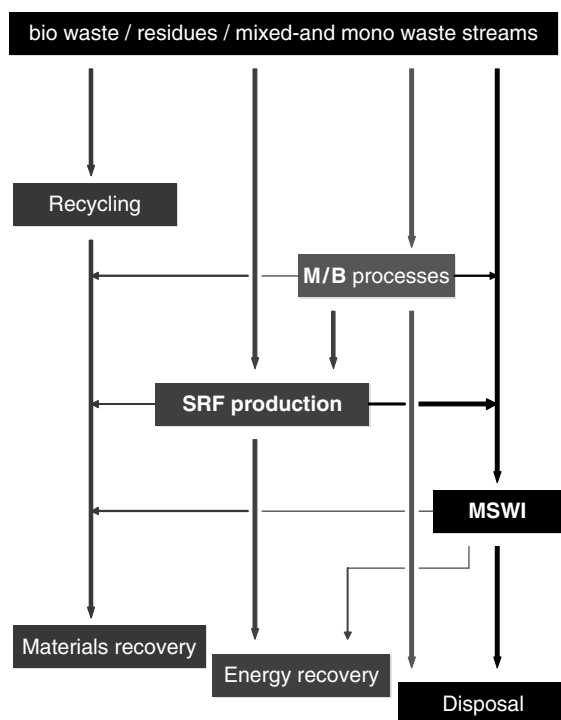 bio waste / residues / mixed-and mono waste streams
Recycling
M/B processes
SRF production
MSWI
Materials recovery
Energy recovery
Disposal